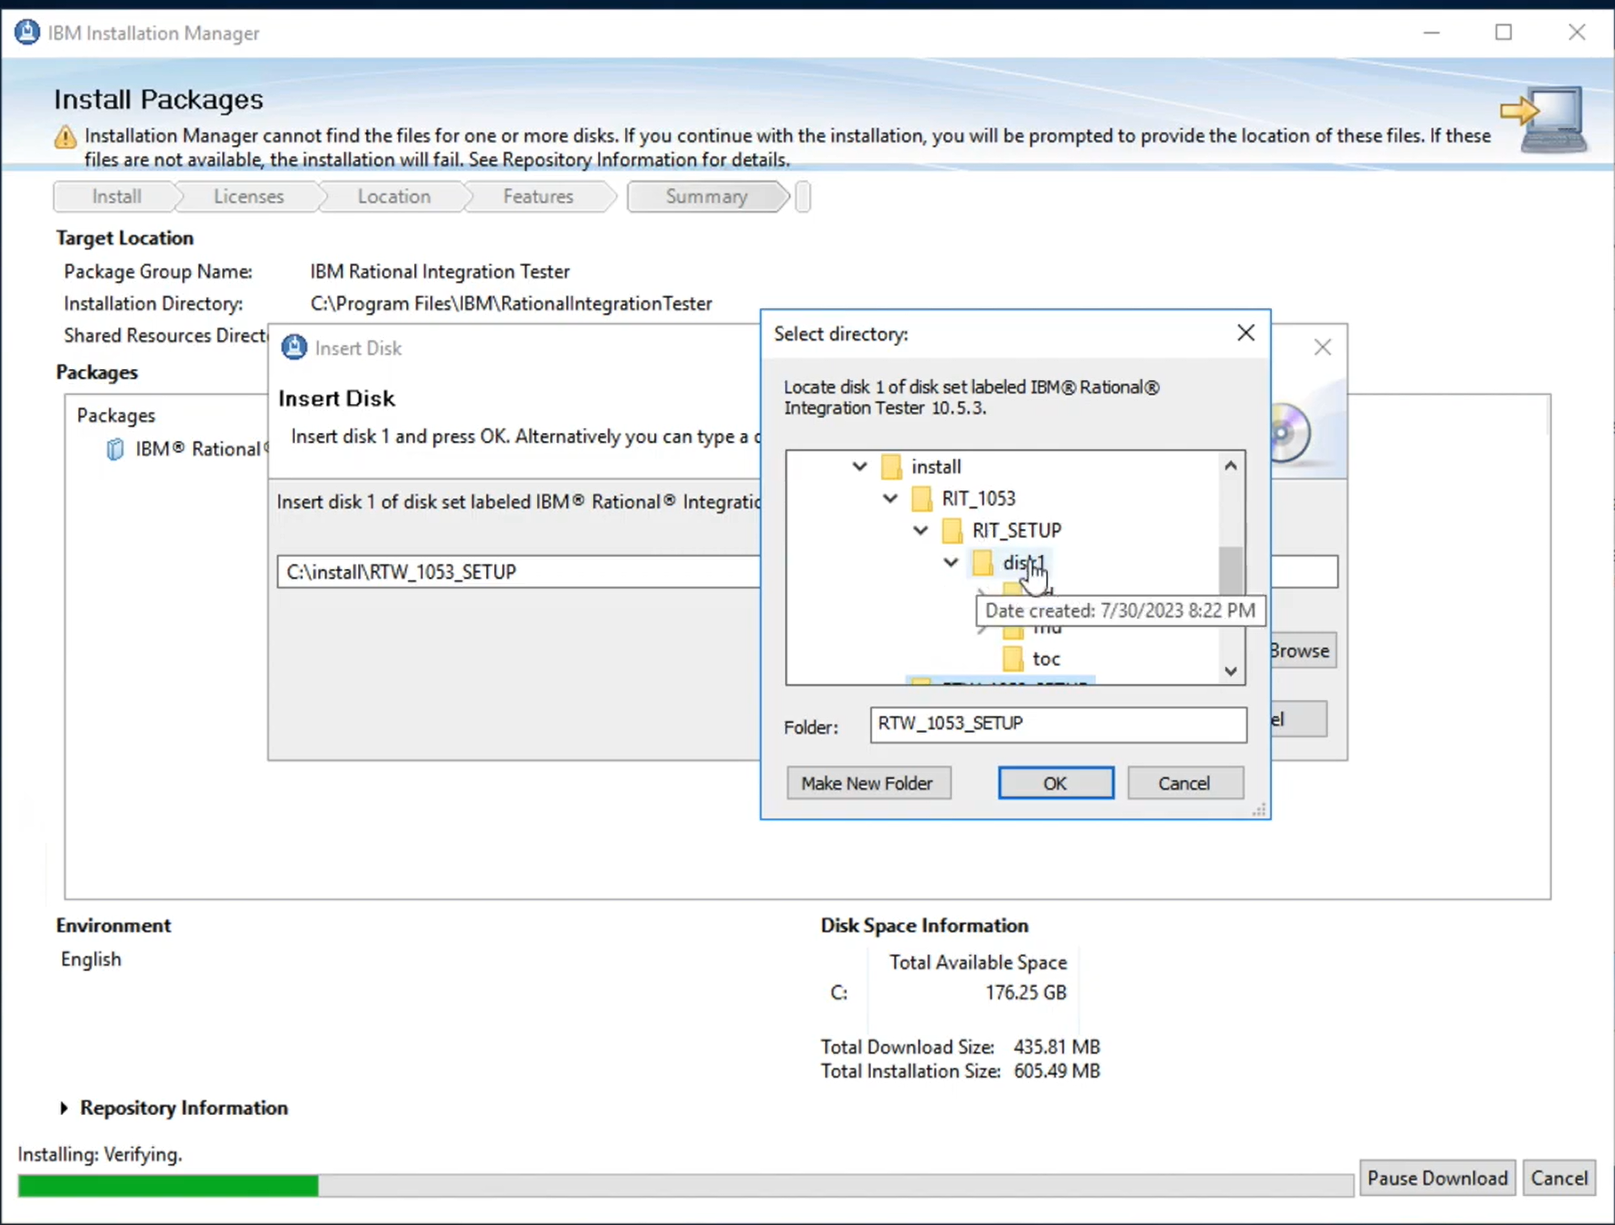 IBM Installation Manager
Install Packages
Installation Manager cannot find the files for one or more disks. If you continue with the installation, you will be prompted to provide the location of these files. If these
files are not available, the installation will fail. See Repository Information for details.
Install
Licenses
Location
Features
Summary
Target Location
Package Group Name: IBM Rational Integration Tester
Installation Directory: C:\Program Files\IBM\RationalIntegrationTester
Shared Resources Direct
Packages
Packages
IBM® Rational
Insert Disk
Insert Disk
Insert disk 1 and press OK. Alternatively you can type a
Insert disk 1 of disk set labeled IBM® Rational® Integratio
C:\install\RTW_1053_SETUP
Browse
el
Select directory:
Locate disk 1 of disk set labeled IBM® Rational®
Integration Tester 10.5.3.
install
RIT_1053
RIT_SETUP
disk1
Date created: 7/30/2023 8:22 PM
toc
Folder: RTW_1053_SETUP
Make New Folder
OK
Cancel
Environment
English
Disk Space Information
Total Available Space
C: 176.25 GB
Total Download Size: 435.81 MB
Total Installation Size: 605.49 MB
Repository Information
Installing: Verifying.
Pause Download
Cancel